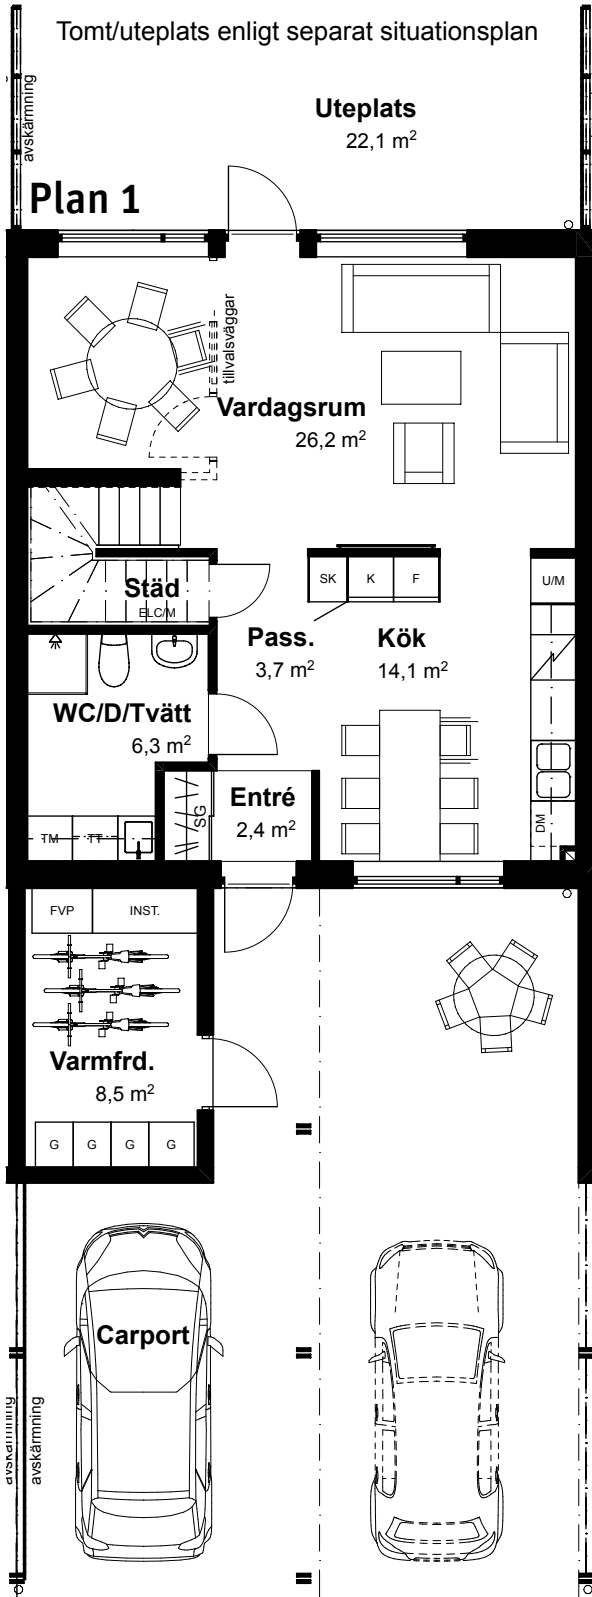 Tomt/uteplats enligt separat situationsplan
avskärmning
Uteplats
22,1 m²
Plan 1
tillvalsväggar
Vardagsrum
26,2 m²
Städ
ELC/M
SK
K
F
U/M
Pass.
3,7 m²
Kök
14,1 m²
WC/D/Tvätt
6,3 m²
Entré
2,4 m²
SG
TM
TT
DM
FVP
INST.
Varmfrd.
8,5 m²
G
G
G
G
Carport
avskärmning
avskärmning